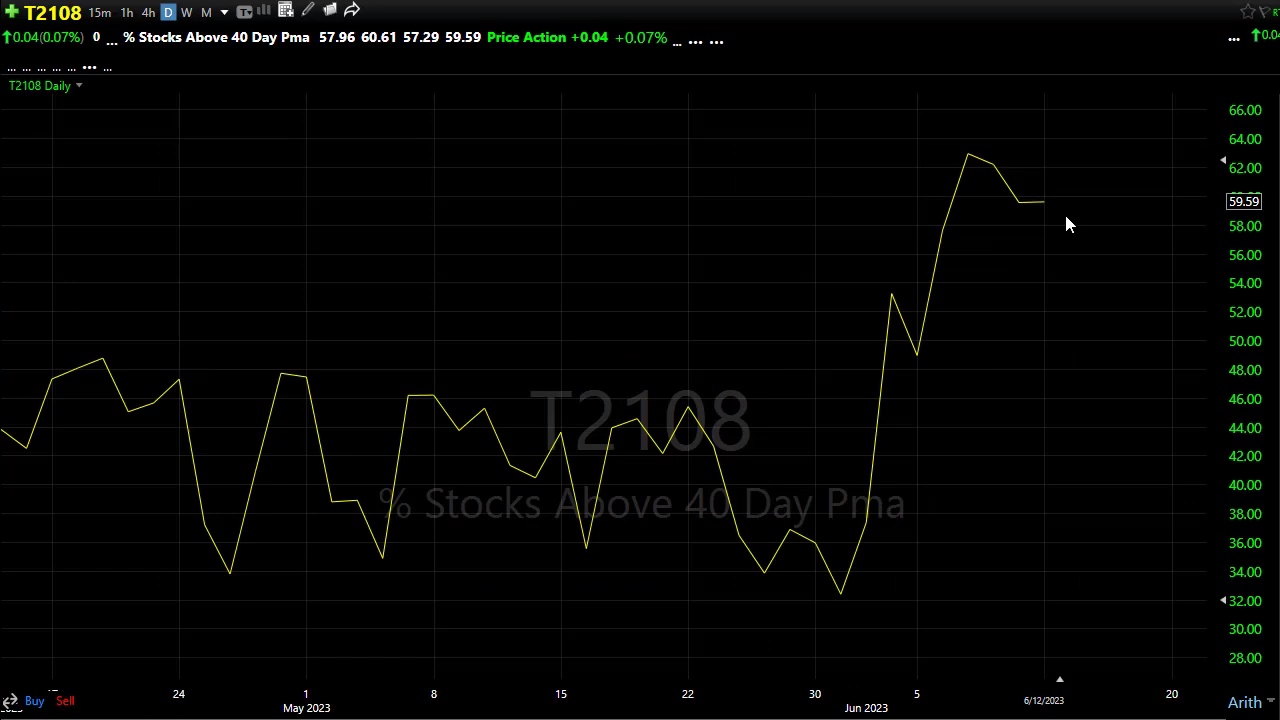 T2108 15m 1h 4h D W M T
0.04(0.07%) 0 ... % Stocks Above 40 Day Pma 57.96 60.61 57.29 59.59 Price Action +0.04 +0.07% ... ... ... ... 0.04
... ... ... ... ... ... ...
T2108 Daily
66.00
64.00
62.00
59.59
58.00
56.00
54.00
52.00
50.00
48.00
46.00
44.00
42.00
40.00
38.00
36.00
34.00
32.00
30.00
28.00
T2108
% Stocks Above 40 Day Pma
24 1 8 15 22 30 5 6/12/2023 20
Buy Sell
May 2023 Jun 2023 Arith